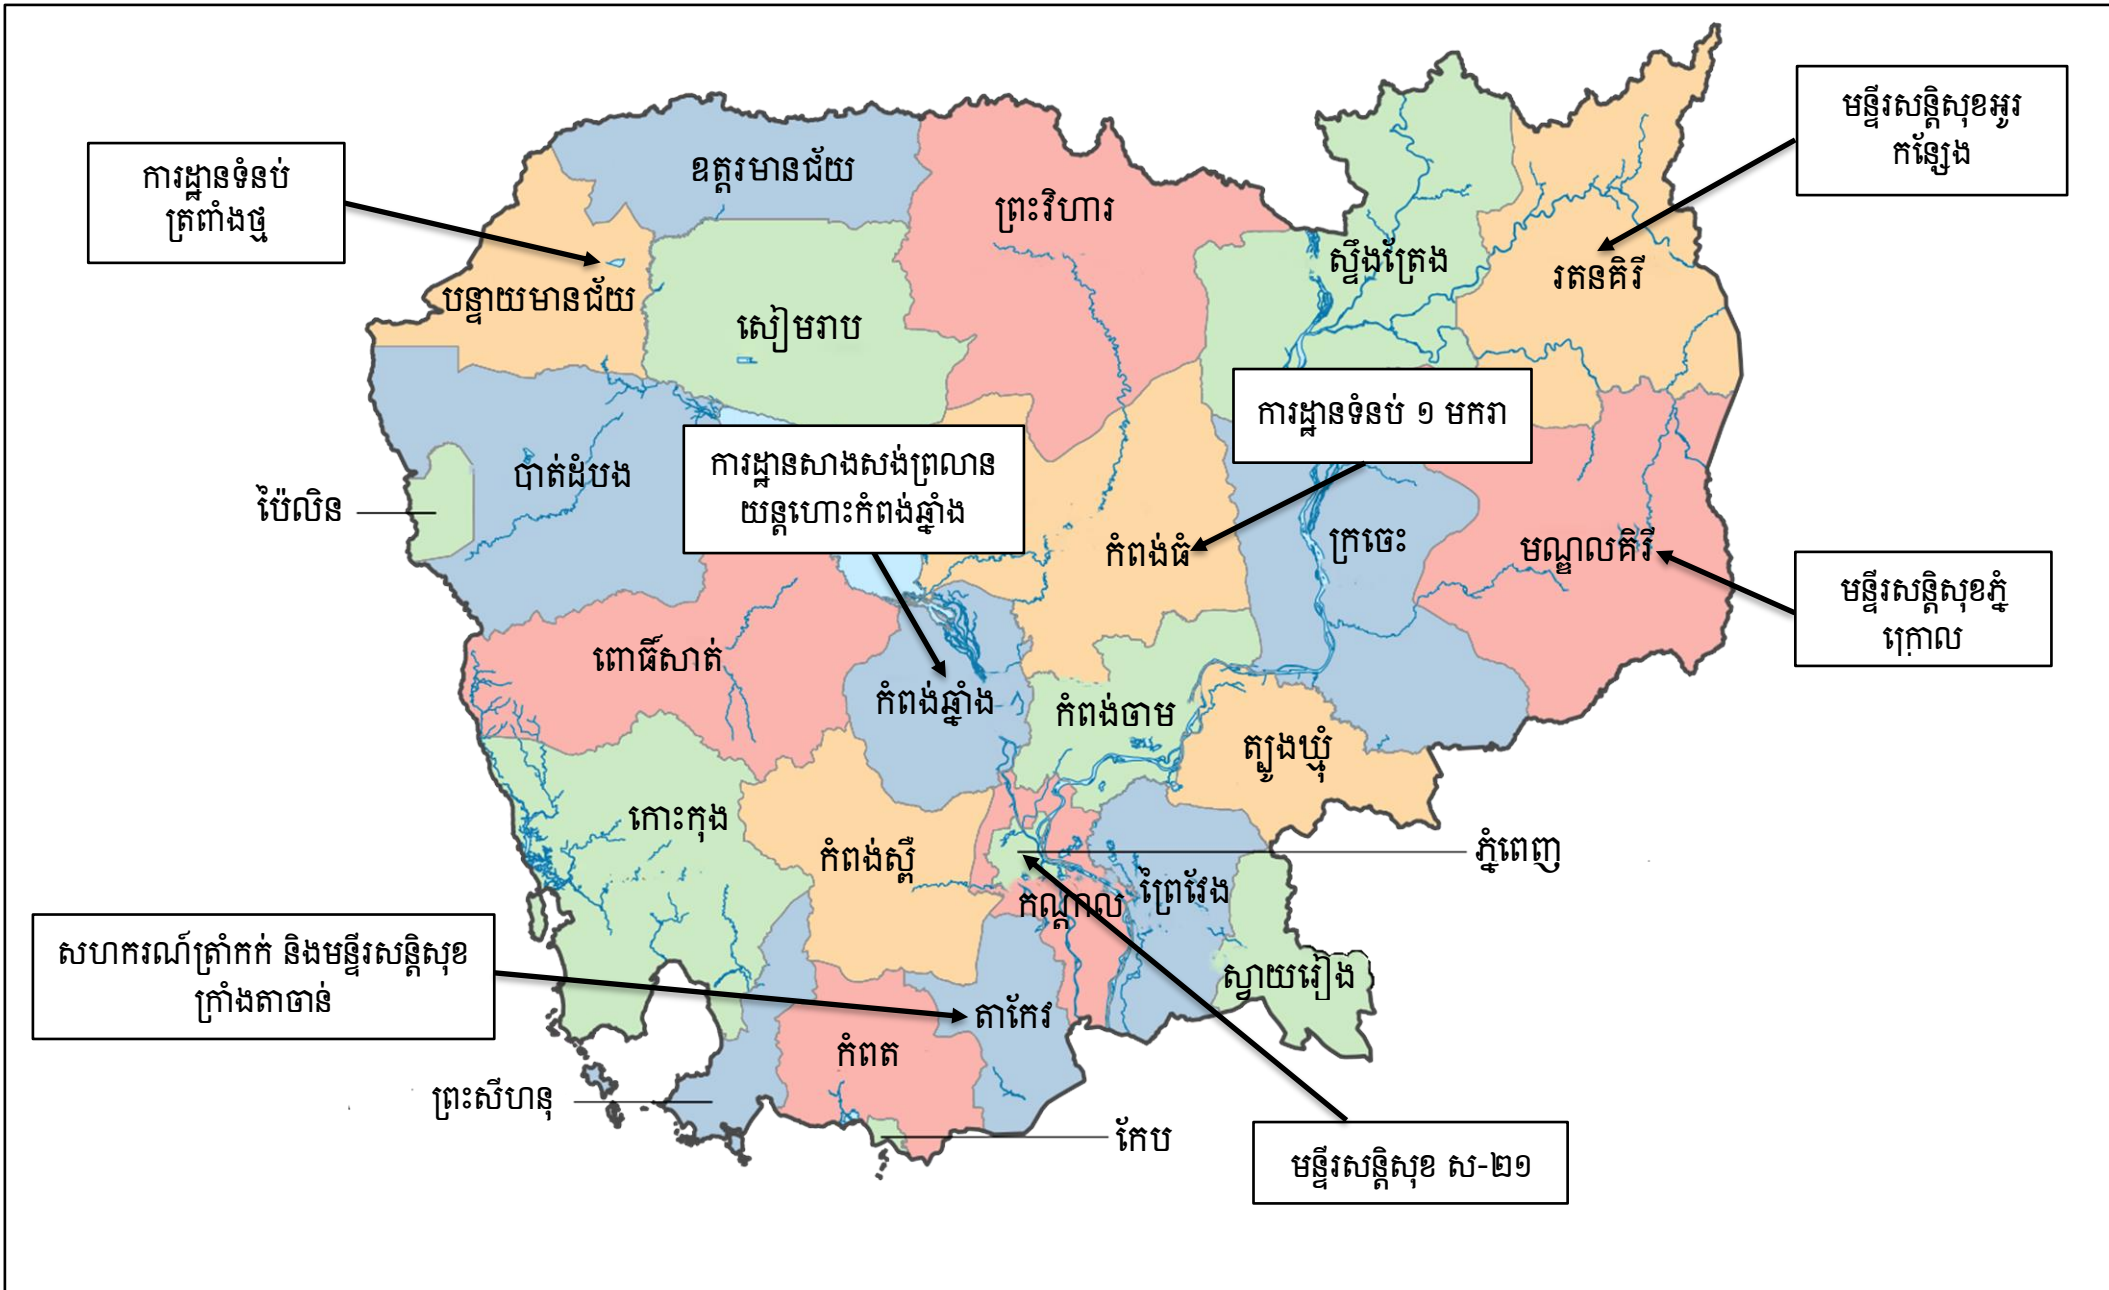 ឧត្តរមានជ័យ
ព្រះវិហារ
មន្ទីរសន្តិសុខអូរ
កន្សែង
ការដ្ឋានទំនប់
ត្រពាំងថ្ម
ស្ទឹងត្រែង
រតនគិរី
បន្ទាយមានជ័យ
សៀមរាប
ការដ្ឋានទំនប់ ១ មករា
ការដ្ឋានសាងសង់ព្រលាន
យន្តហោះកំពង់ឆ្នាំង
បាត់ដំបង
ប៉ៃលិន
កំពង់ធំ
ក្រចេះ
មណ្ឌលគិរី
មន្ទីរសន្តិសុខភ្នំ
ក្រោល
ពោធិ៍សាត់
កំពង់ឆ្នាំង
កំពង់ចាម
ត្បូងឃ្មុំ
កោះកុង
កំពង់ស្ពឺ
ភ្នំពេញ
កណ្តាល
ព្រៃវែង
សហករណ៍ត្រាំកក់ និងមន្ទីរសន្តិសុខ
ក្រាំងតាចាន់
ស្វាយរៀង
តាកែវ
កំពត
ព្រះសីហនុ
កែប
មន្ទីរសន្តិសុខ ស-២១